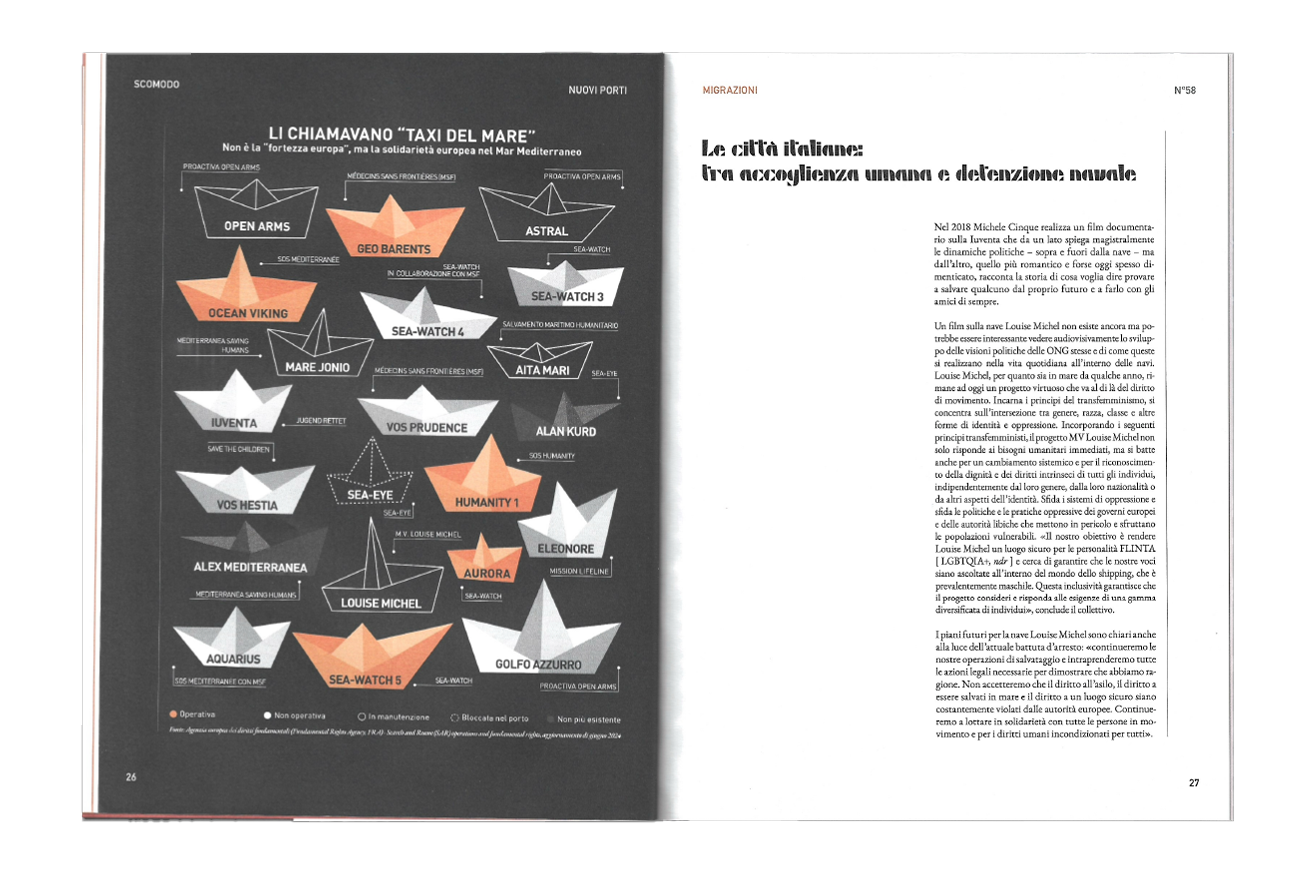 SCOMODO
NUOVI PORTI
LI CHIAMAVANO "TAXI DEL MARE"
Non è la "fortezza europa", ma la solidarietà europea nel Mar Mediterraneo
PROACTIVA OPEN ARMS
OPEN ARMS
MÉDECINS SANS FRONTIÈRES (MSF)
GEO BARENTS
PROACTIVA OPEN ARMS
ASTRAL
SOS MEDITERRANÉE
OCEAN VIKING
SEA-WATCH
IN COLLABORAZIONE CON MSF
SEA-WATCH 4
SEA-WATCH
SEA-WATCH 3
MEDITERRANEA SAVING
HUMANS
MARE JONIO
SALVAMENTO MARITIMO HUMANITARIO
AITA MARI
IUVENTA
JUGEND RETTET
MÉDECINS SANS FRONTIÈRES (MSF)
VOS PRUDENCE
SEA-EYE
ALAN KURD
SAVE THE CHILDREN
VOS HESTIA
SEA-EYE
SEA-EYE
SOS HUMANITY
HUMANITY 1
ELEONORE
MISSION LIFELINE
ALEX MEDITERRANEA
MEDITERRANEA SAVING HUMANS
M.V. LOUISE MICHEL
LOUISE MICHEL
AURORA
SEA-WATCH
AQUARIUS
SOS MEDITERRANEE CON MSF
SEA-WATCH 5
SEA-WATCH
GOLFO AZZURRO
PROACTIVA OPEN ARMS
Operativa
Non operativa
In manutenzione
Bloccate nel porto
Non più esistente
Fonte: Agenzia europea dei diritti fondamentali (Fundamental Rights Agency, FRA) - Search and Rescue (SAR) operations and fundamental rights, aggiornamento di giugno 2024
26
MIGRAZIONI
N°58
Le città italiane:
tra accoglienza umana e detenzione navale
Nel 2018 Michele Cinque realizza un film documenta-
rio sulla Iuventa che da un lato spiega magistralmente
le dinamiche politiche – sopra e fuori dalla nave – ma
dall'altro, quello più romantico e forse oggi spesso di-
menticato, racconta la storia di cosa voglia dire provare
a salvare qualcuno dal proprio futuro e a farlo con gli
amici di sempre.
Un film sulla nave Louise Michel non esiste ancora ma po-
trebbe essere interessante vedere audiovisivamente lo svilup-
po delle visioni politiche delle ONG stesse e di come queste
si realizzano nella vita quotidiana all'interno delle navi.
Louise Michel, per quanto sia in mare da qualche anno, ri-
mane ad oggi un progetto virtuoso che va al di là del diritto
di movimento. Incarna i principi del transfemminismo, si
concentra sull'intersezione tra genere, razza, classe e altre
forme di identità e oppressione. Incorporando i seguenti
principi transfemministi, il progetto MV Louise Michel non
solo risponde ai bisogni umanitari immediati, ma si batte
anche per un cambiamento sistemico e per il riconoscimen-
to della dignità e dei diritti intrinseci di tutti gli individui,
indipendentemente dal loro genere, dalla loro nazionalità o
da altri aspetti dell'identità. Sfida i sistemi di oppressione e
sfida le politiche e le pratiche oppressive dei governi europei
e delle autorità libiche che mettono in pericolo e sfruttano
le popolazioni vulnerabili. «Il nostro obiettivo è rendere
Louise Michel un luogo sicuro per le personalità FLINTA
[ LGBTQIA+, ndr ] e cerca di garantire che le nostre voci
siano ascoltate all'interno del mondo dello shipping, che è
prevalentemente maschile. Questa inclusività garantisce che
il progetto consideri e risponda alle esigenze di una gamma
diversificata di individui», conclude il collettivo.
I piani futuri per la nave Louise Michel sono chiari anche
alla luce dell'attuale battuta d'arresto: «continueremo le
nostre operazioni di salvataggio e intraprenderemo tutte
le azioni legali necessarie per dimostrare che abbiamo ra-
gione. Non accetteremo che il diritto all'asilo, il diritto a
essere salvati in mare e il diritto a un luogo sicuro siano
costantemente violati dalle autorità europee. Continue-
remo a lottare in solidarietà con tutte le persone in mo-
vimento e per i diritti umani incondizionati per tutti».
27